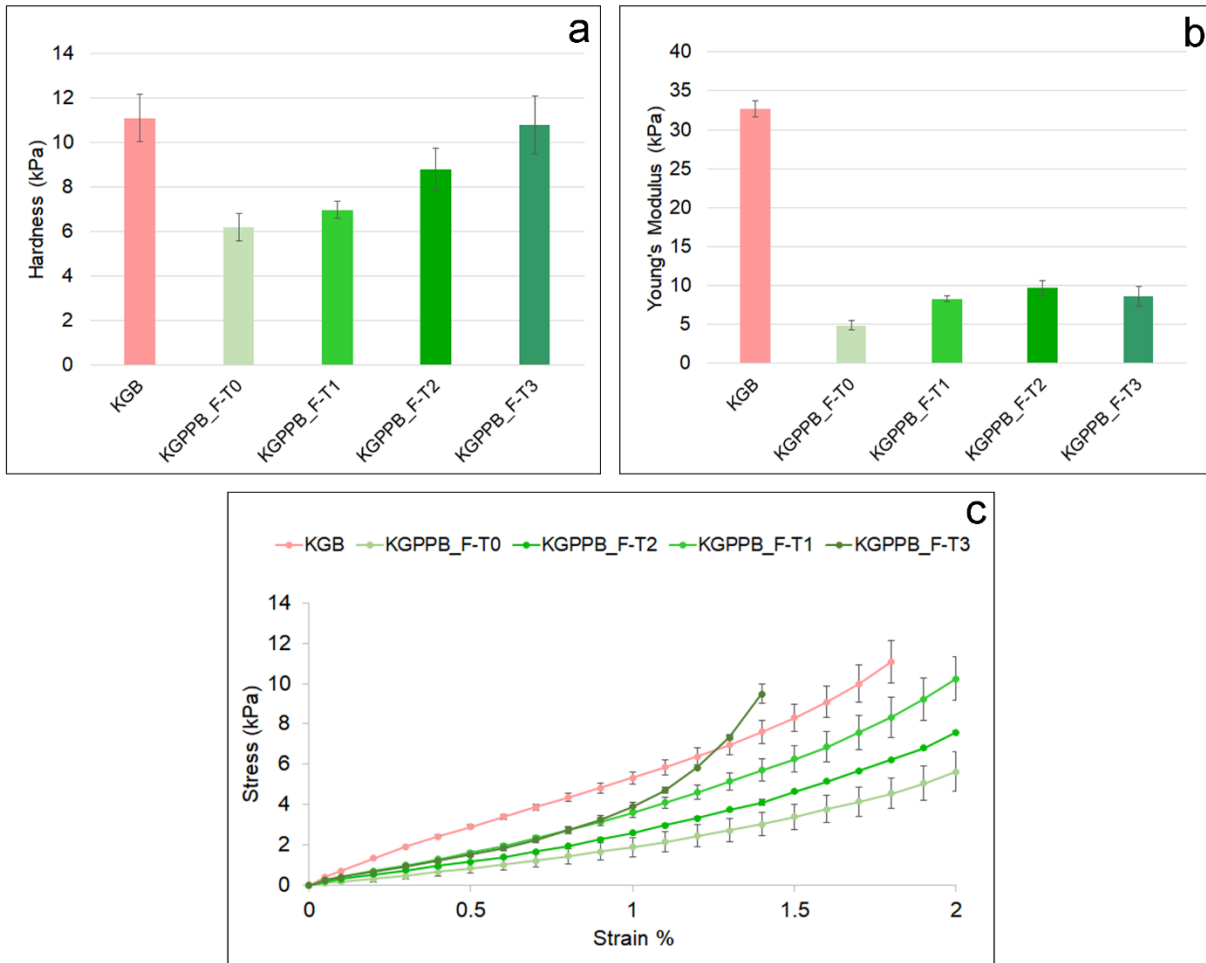 a
14
12
10
8
6
4
2
0
Hardness (kPa)
KGB
KGPPB_F-T0
KGPPB_F-T1
KGPPB_F-T2
KGPPB_F-T3
b
40
35
30
25
20
15
10
5
0
Young's Modulus (kPa)
KGB
KGPPB_F-T0
KGPPB_F-T1
KGPPB_F-T2
KGPPB_F-T3
c
KGB KGPPB_F-T0 KGPPB_F-T2 KGPPB_F-T1 KGPPB_F-T3
14
12
10
8
6
4
2
0
Stress (kPa)
0 0.5 1 1.5 2
Strain %